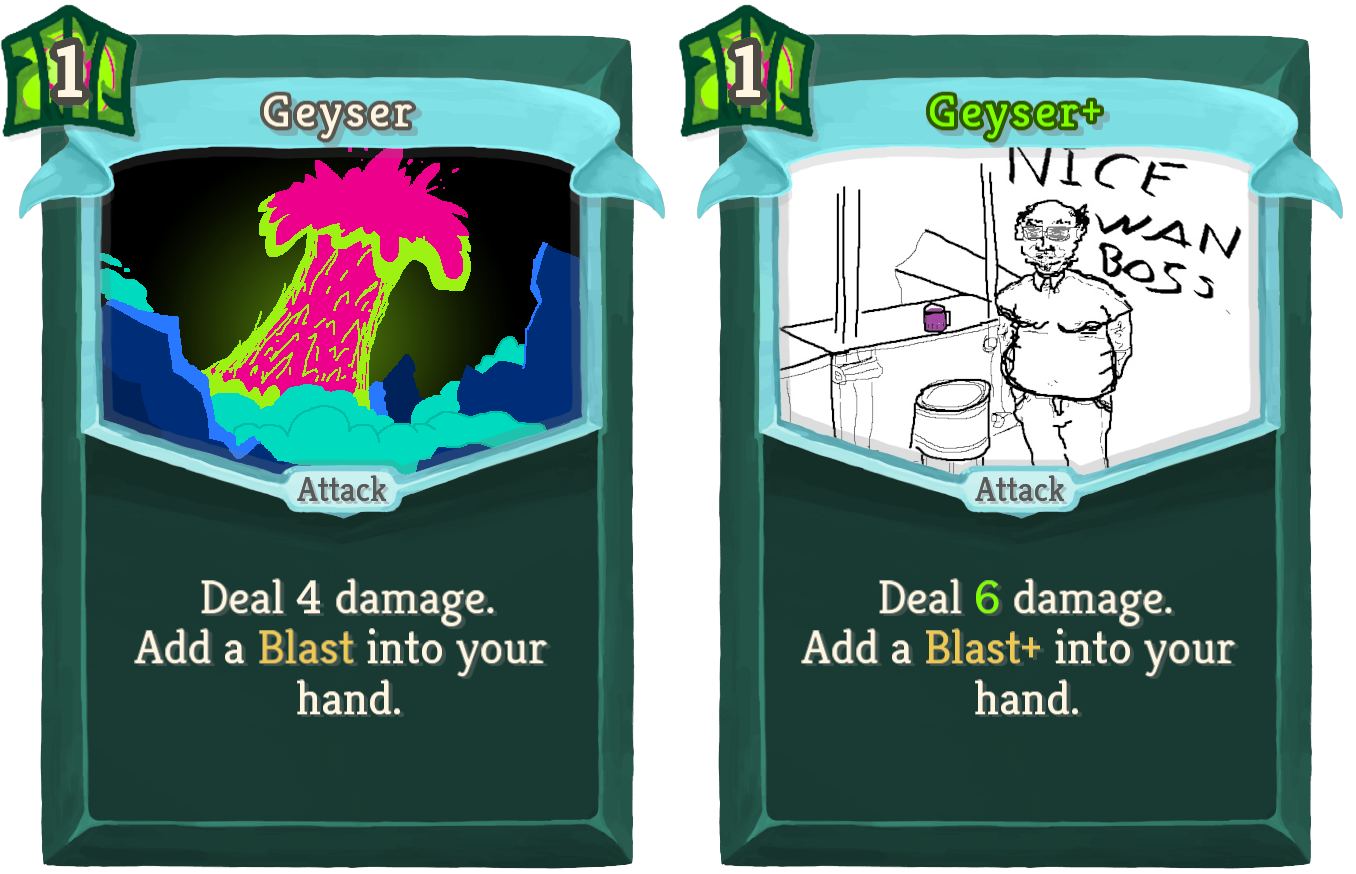 1
Geyser
Attack
Deal 4 damage.
Add a Blast into your
hand.
1
Geyser+
NICE
WAN
BOSS
Attack
Deal 6 damage.
Add a Blast+ into your
hand.